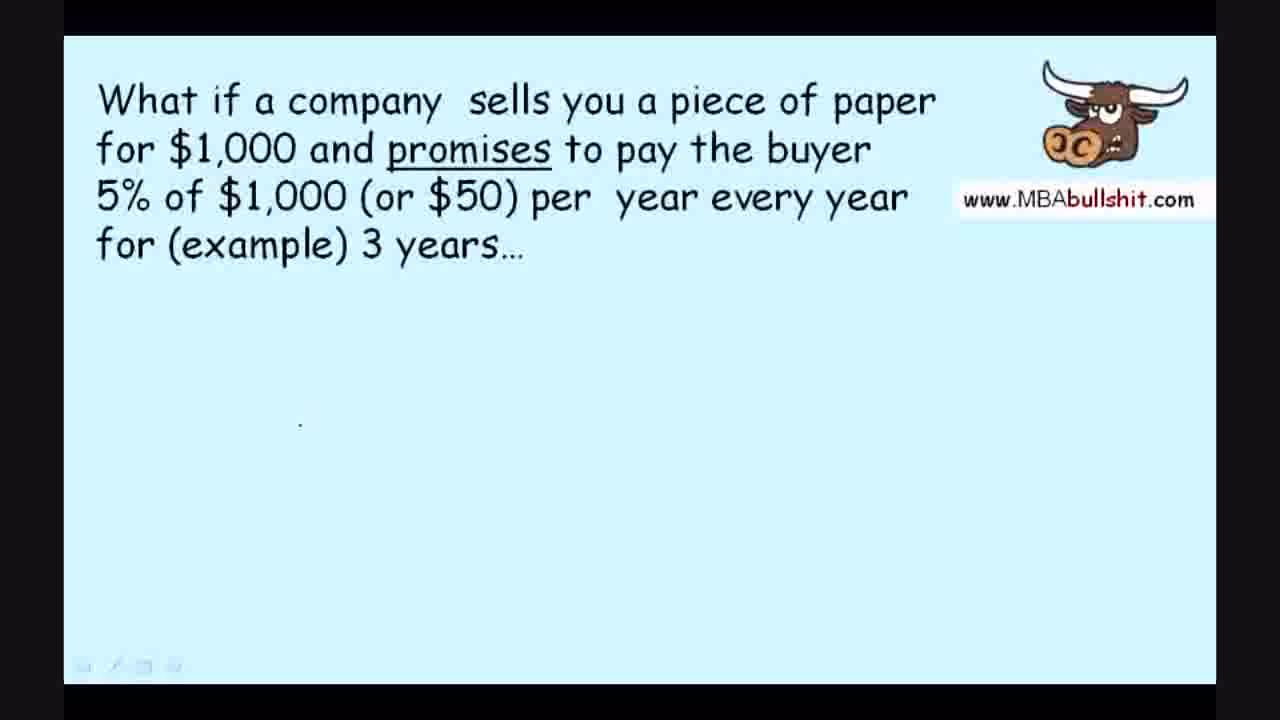 What if a company sells you a piece of paper
for $1,000 and promises to pay the buyer
5% of $1,000 (or $50) per year every year
for (example) 3 years...
www.MBAbullshit.com